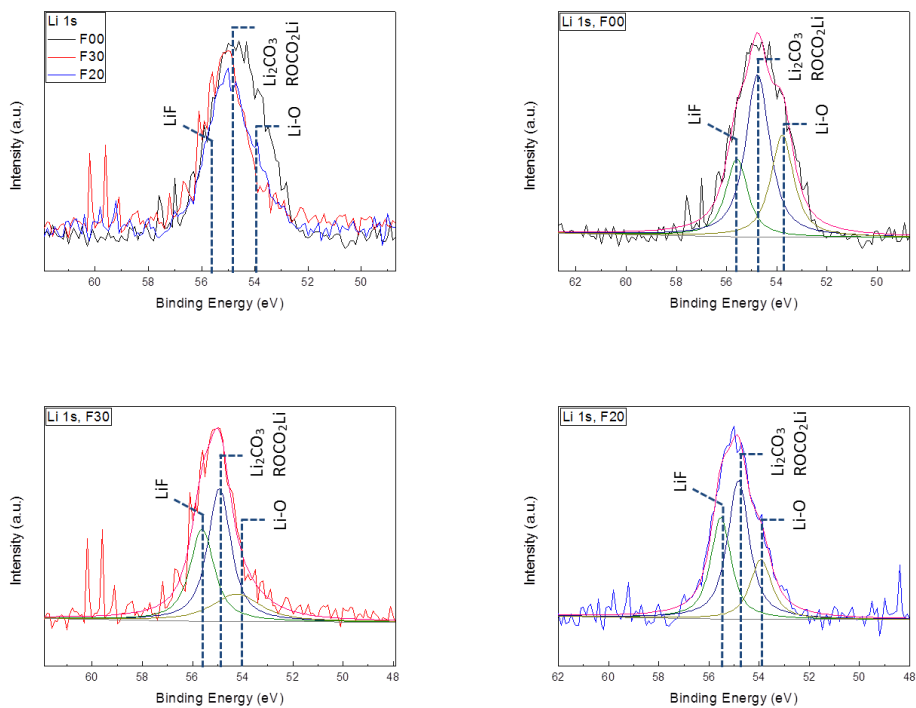 Li 1s
F00
F30
F20
LiF
Li₂CO₃
ROCO₂Li
Li-O
Intensity (a.u.)
60 58 56 54 52 50
Binding Energy (eV)
Li 1s, F00
LiF
Li₂CO₃
ROCO₂Li
Li-O
Intensity (a.u.)
62 60 58 56 54 52 50
Binding Energy (eV)
Li 1s, F30
LiF
Li₂CO₃
ROCO₂Li
Li-O
Intensity (a.u.)
60 58 56 54 52 50 48
Binding Energy (eV)
Li 1s, F20
LiF
Li₂CO₃
ROCO₂Li
Li-O
Intensity (a.u.)
62 60 58 56 54 52 50 48
Binding Energy (eV)